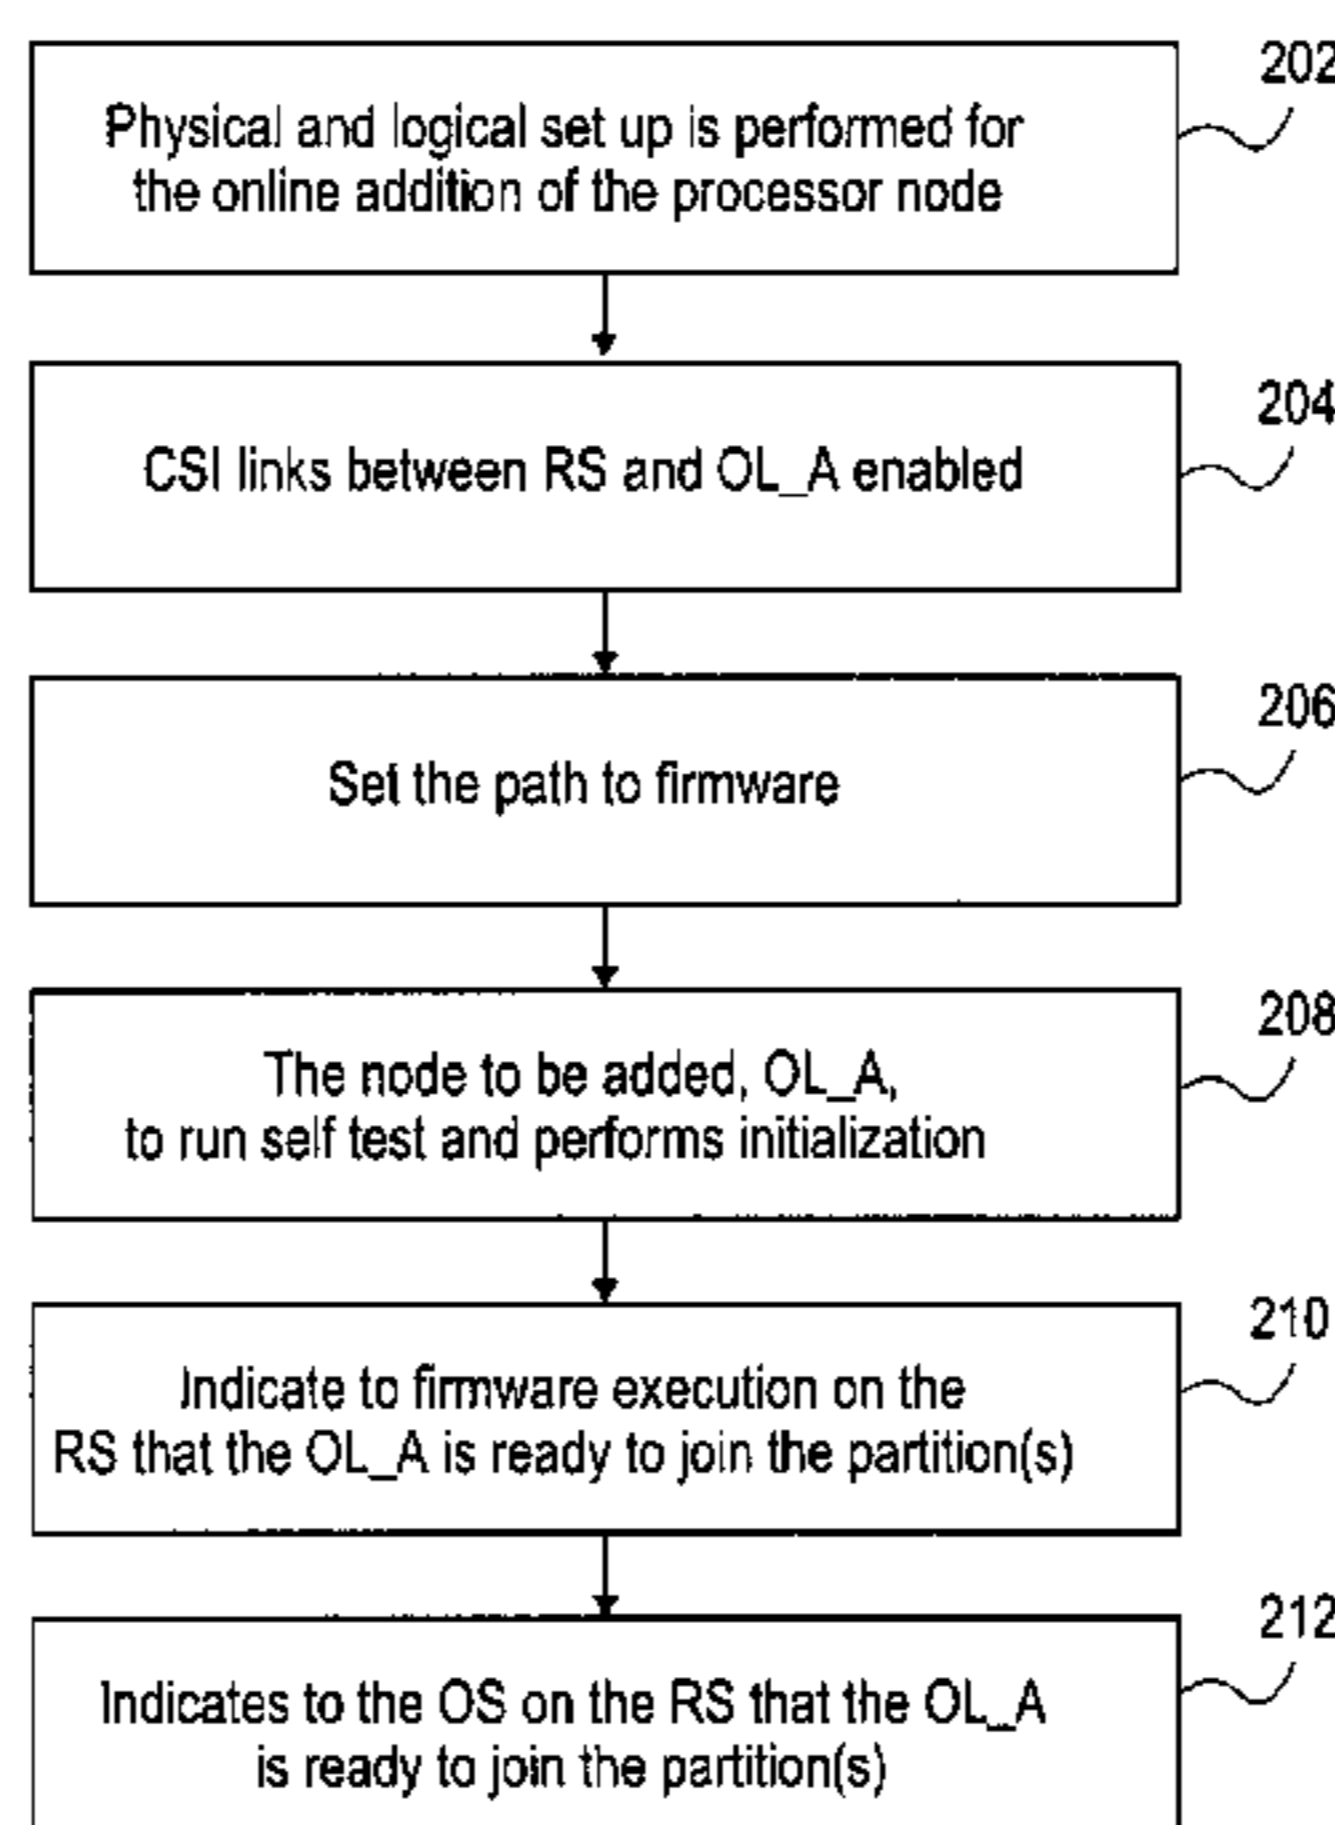 202
Physical and logical set up is performed for
the online addition of the processor node
204
CSI links between RS and OL_A enabled
206
Set the path to firmware
208
The node to be added, OL_A,
to run self test and performs initialization
210
Indicate to firmware execution on the
RS that the OL_A is ready to join the partition(s)
212
Indicates to the OS on the RS that the OL_A
is ready to join the partition(s)